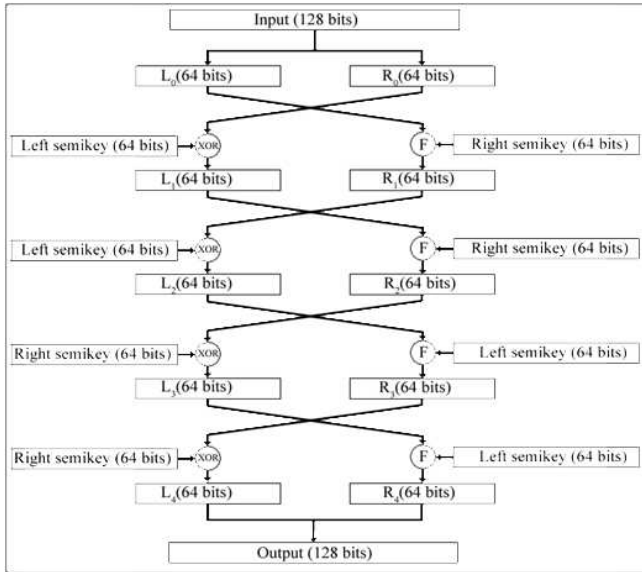 Input (128 bits)
L₀(64 bits) R₀(64 bits)
Left semikey (64 bits) XOR F Right semikey (64 bits)
L₁(64 bits) R₁(64 bits)
Left semikey (64 bits) XOR F Right semikey (64 bits)
L₂(64 bits) R₂(64 bits)
Right semikey (64 bits) XOR F Left semikey (64 bits)
L₃(64 bits) R₃(64 bits)
Right semikey (64 bits) XOR F Left semikey (64 bits)
L₄(64 bits) R₄(64 bits)
Output (128 bits)